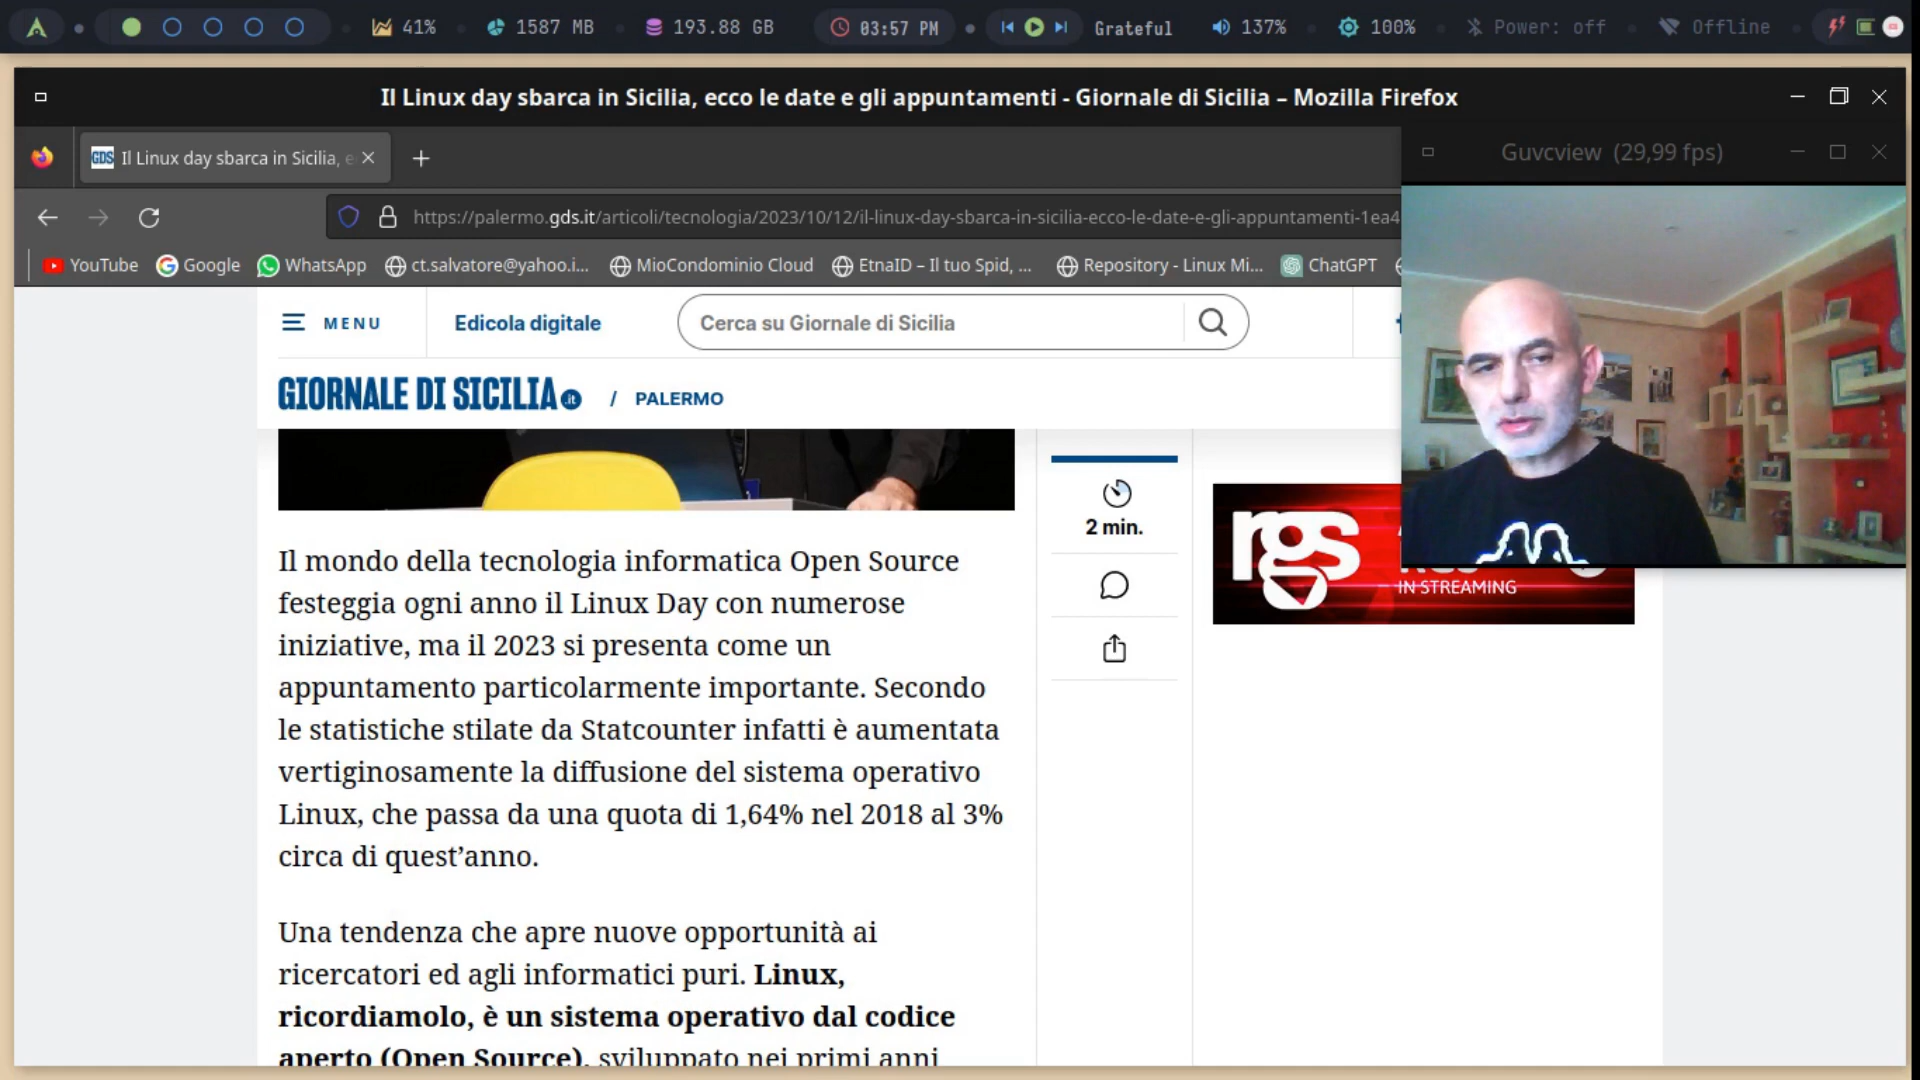 41%
1587 MB
193.88 GB
03:57 PM
Grateful
137%
100%
Power: off
Offline
Il Linux day sbarca in Sicilia, ecco le date e gli appuntamenti - Giornale di Sicilia – Mozilla Firefox
GDS Il Linux day sbarca in Sicilia, e
Guvcview (29,99 fps)
https://palermo.gds.it/articoli/tecnologia/2023/10/12/il-linux-day-sbarca-in-sicilia-ecco-le-date-e-gli-appuntamenti-1ea4
YouTube
Google
WhatsApp
ct.salvatore@yahoo.i...
MioCondominio Cloud
EtnaID – Il tuo Spid, ...
Repository - Linux Mi...
ChatGPT
MENU
Edicola digitale
Cerca su Giornale di Sicilia
GIORNALE DI SICILIA.it / PALERMO
2 min.
rgs
IN STREAMING
Il mondo della tecnologia informatica Open Source
festeggia ogni anno il Linux Day con numerose
iniziative, ma il 2023 si presenta come un
appuntamento particolarmente importante. Secondo
le statistiche stilate da Statcounter infatti è aumentata
vertiginosamente la diffusione del sistema operativo
Linux, che passa da una quota di 1,64% nel 2018 al 3%
circa di quest’anno.
Una tendenza che apre nuove opportunità ai
ricercatori ed agli informatici puri. Linux,
ricordiamolo, è un sistema operativo dal codice
aperto (Open Source), sviluppato nei primi anni